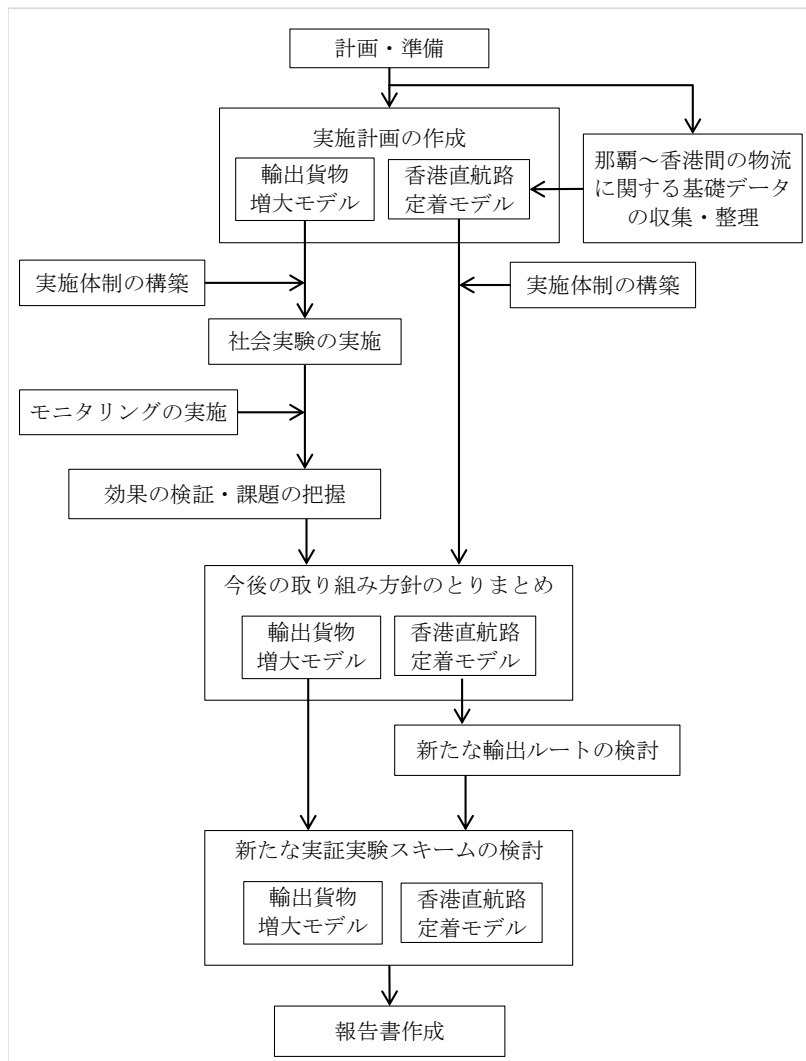 計画・準備
実施計画の作成
輸出貨物
増大モデル
香港直航路
定着モデル
那覇～香港間の物流
に関する基礎データ
の収集・整理
実施体制の構築
実施体制の構築
社会実験の実施
モニタリングの実施
効果の検証・課題の把握
今後の取り組み方針のとりまとめ
輸出貨物
増大モデル
香港直航路
定着モデル
新たな輸出ルートの検討
新たな実証実験スキームの検討
輸出貨物
増大モデル
香港直航路
定着モデル
報告書作成